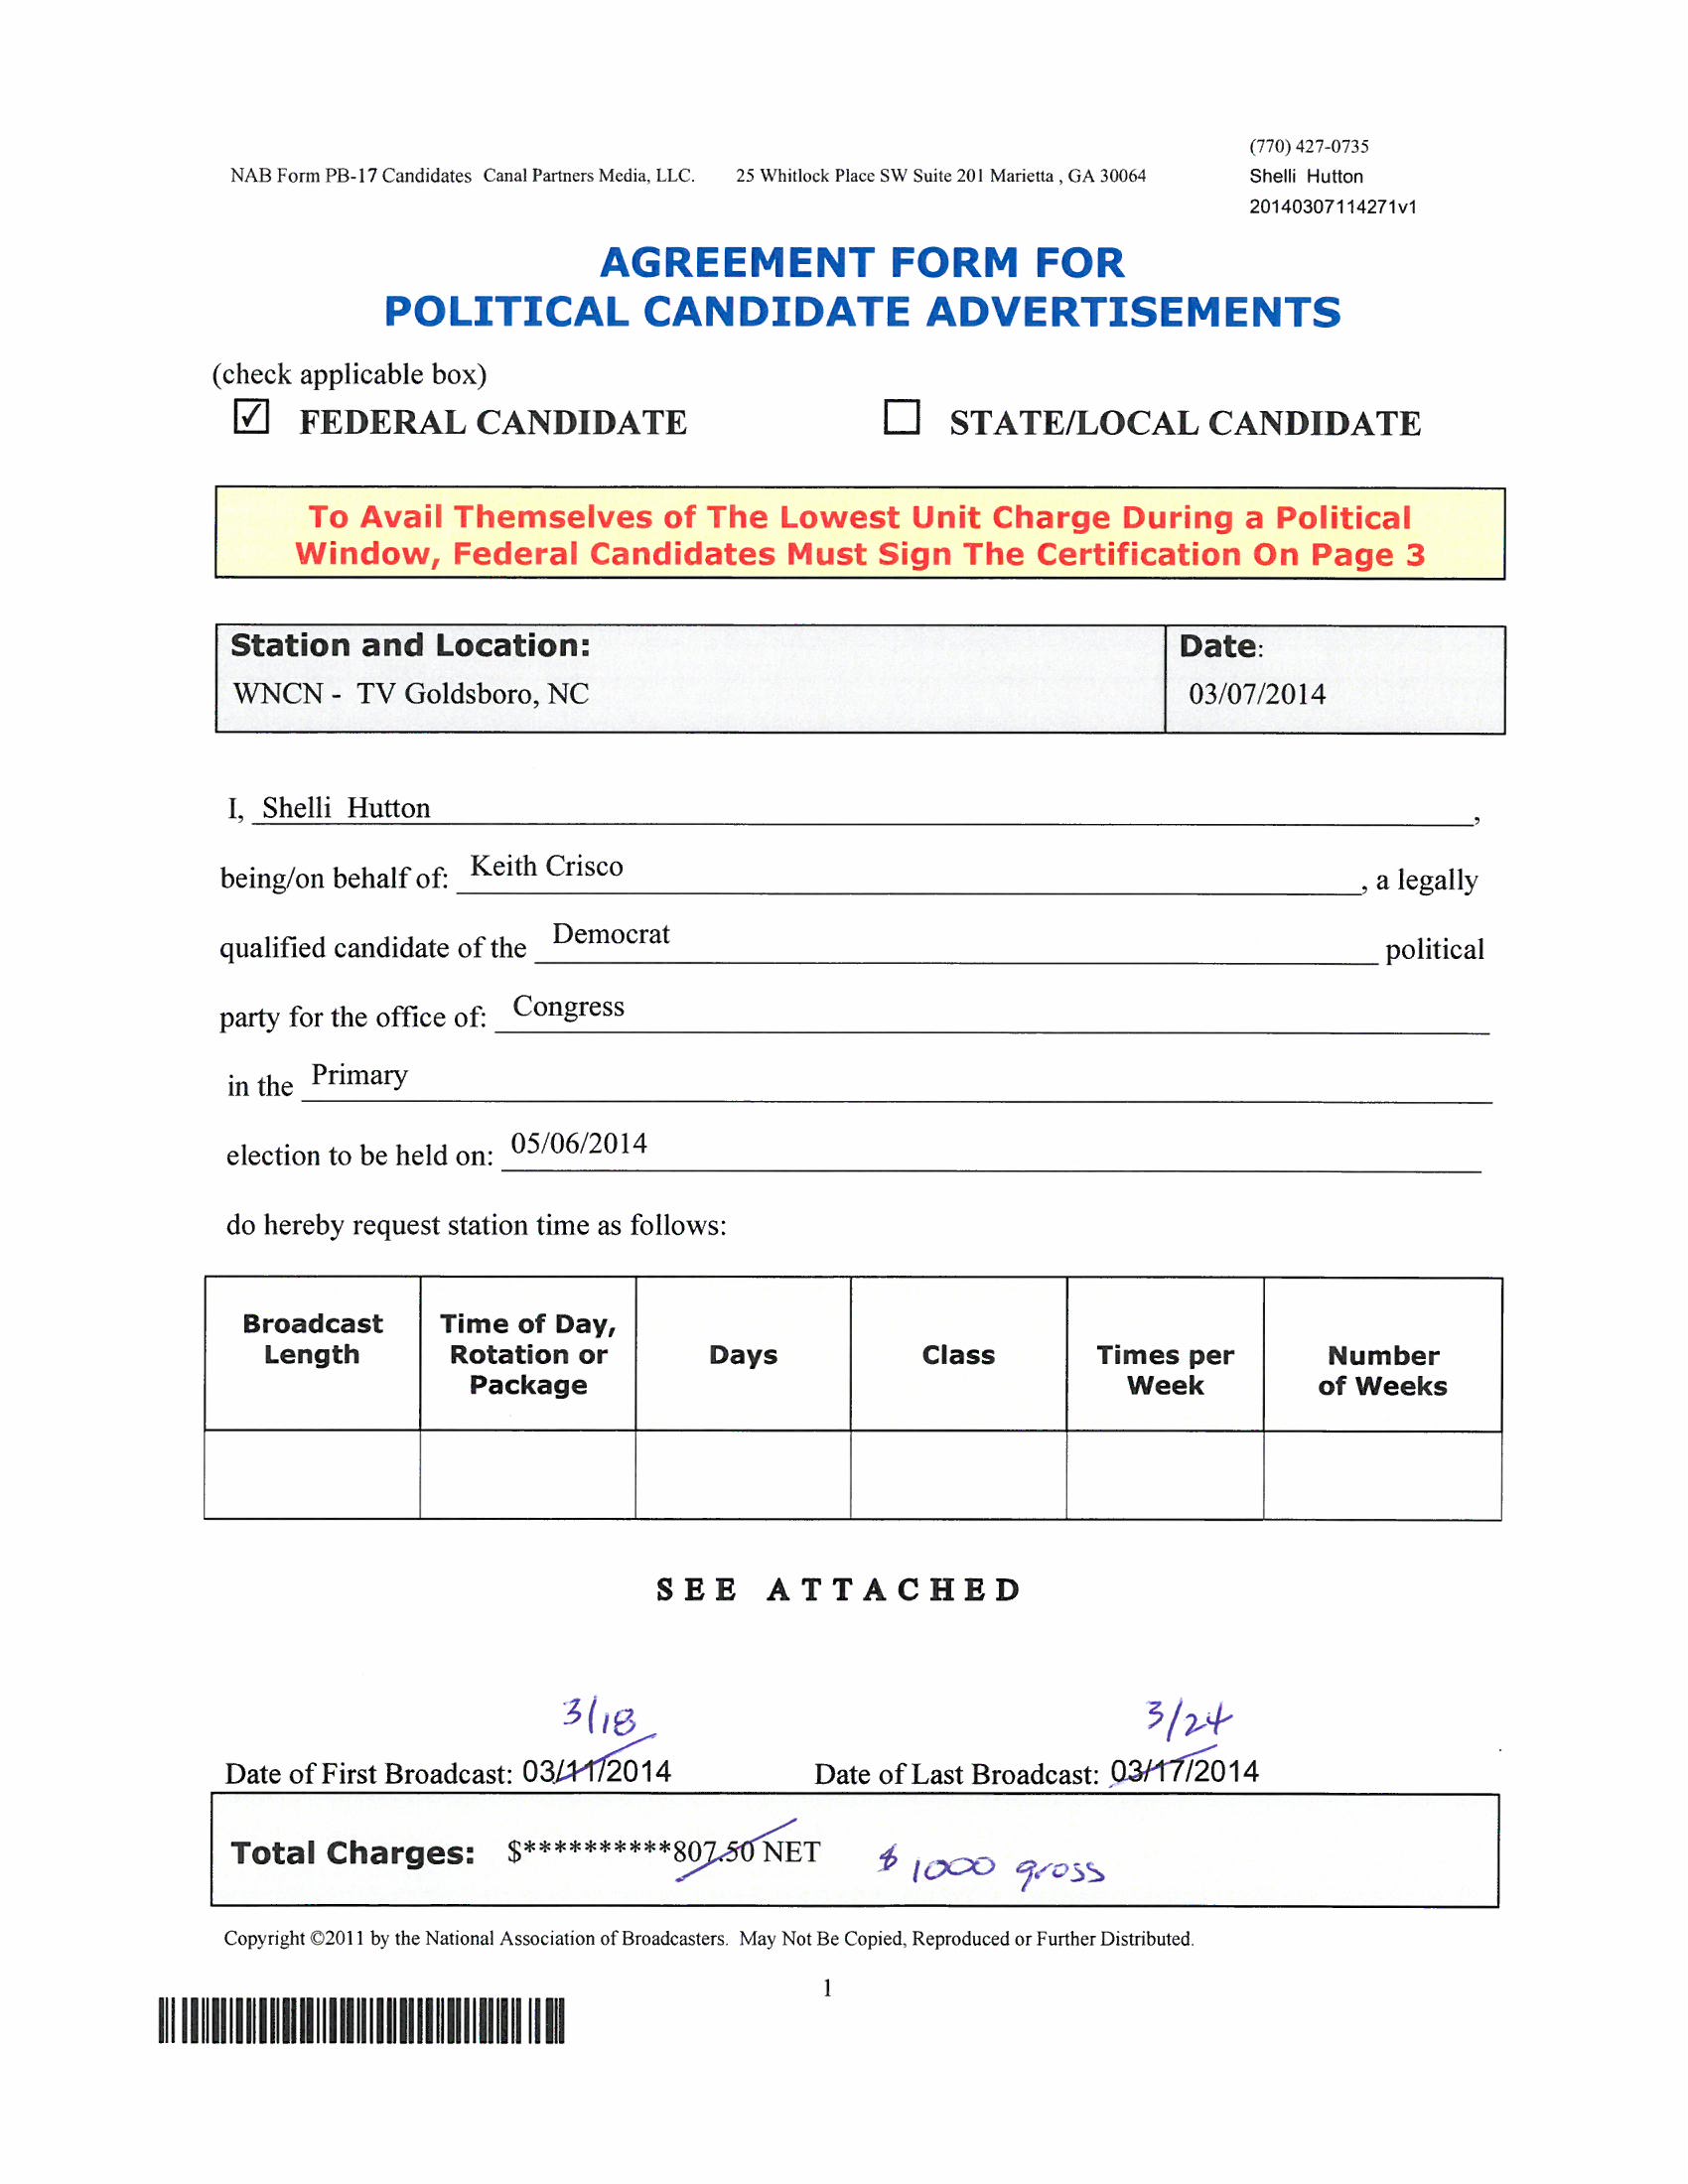 (770) 427-0735
NAB Form PB-17 Candidates Canal Partners Media, LLC. 25 Whitlock Place SW Suite 201 Marietta , GA 30064 Shelli Hutton
20140307114271v1
AGREEMENT FORM FOR
POLITICAL CANDIDATE ADVERTISEMENTS
(check applicable box)
☑ FEDERAL CANDIDATE ☐ STATE/LOCAL CANDIDATE
To Avail Themselves of The Lowest Unit Charge During a Political
Window, Federal Candidates Must Sign The Certification On Page 3
Station and Location: Date:
WNCN - TV Goldsboro, NC 03/07/2014
I, Shelli Hutton,
being/on behalf of: Keith Crisco, a legally
qualified candidate of the Democrat political
party for the office of: Congress
in the Primary
election to be held on: 05/06/2014
do hereby request station time as follows:
Broadcast Length Time of Day, Rotation or Package Days Class Times per Week Number of Weeks
SEE ATTACHED
3/18 3/24
Date of First Broadcast: 03/11/2014 Date of Last Broadcast: 03/17/2014
Total Charges: $**********807.50 NET $ 1000 gross
Copyright ©2011 by the National Association of Broadcasters. May Not Be Copied, Reproduced or Further Distributed.
1